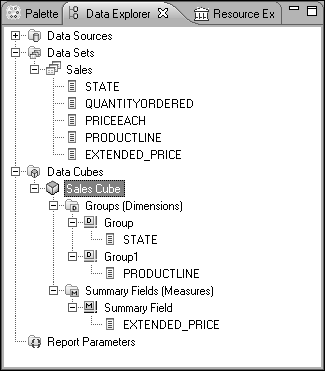 Palette Data Explorer Resource Ex
Data Sources
Data Sets
Sales
STATE
QUANTITYORDERED
PRICEEACH
PRODUCTLINE
EXTENDED_PRICE
Data Cubes
Sales Cube
Groups (Dimensions)
Group
STATE
Group1
PRODUCTLINE
Summary Fields (Measures)
Summary Field
EXTENDED_PRICE
Report Parameters